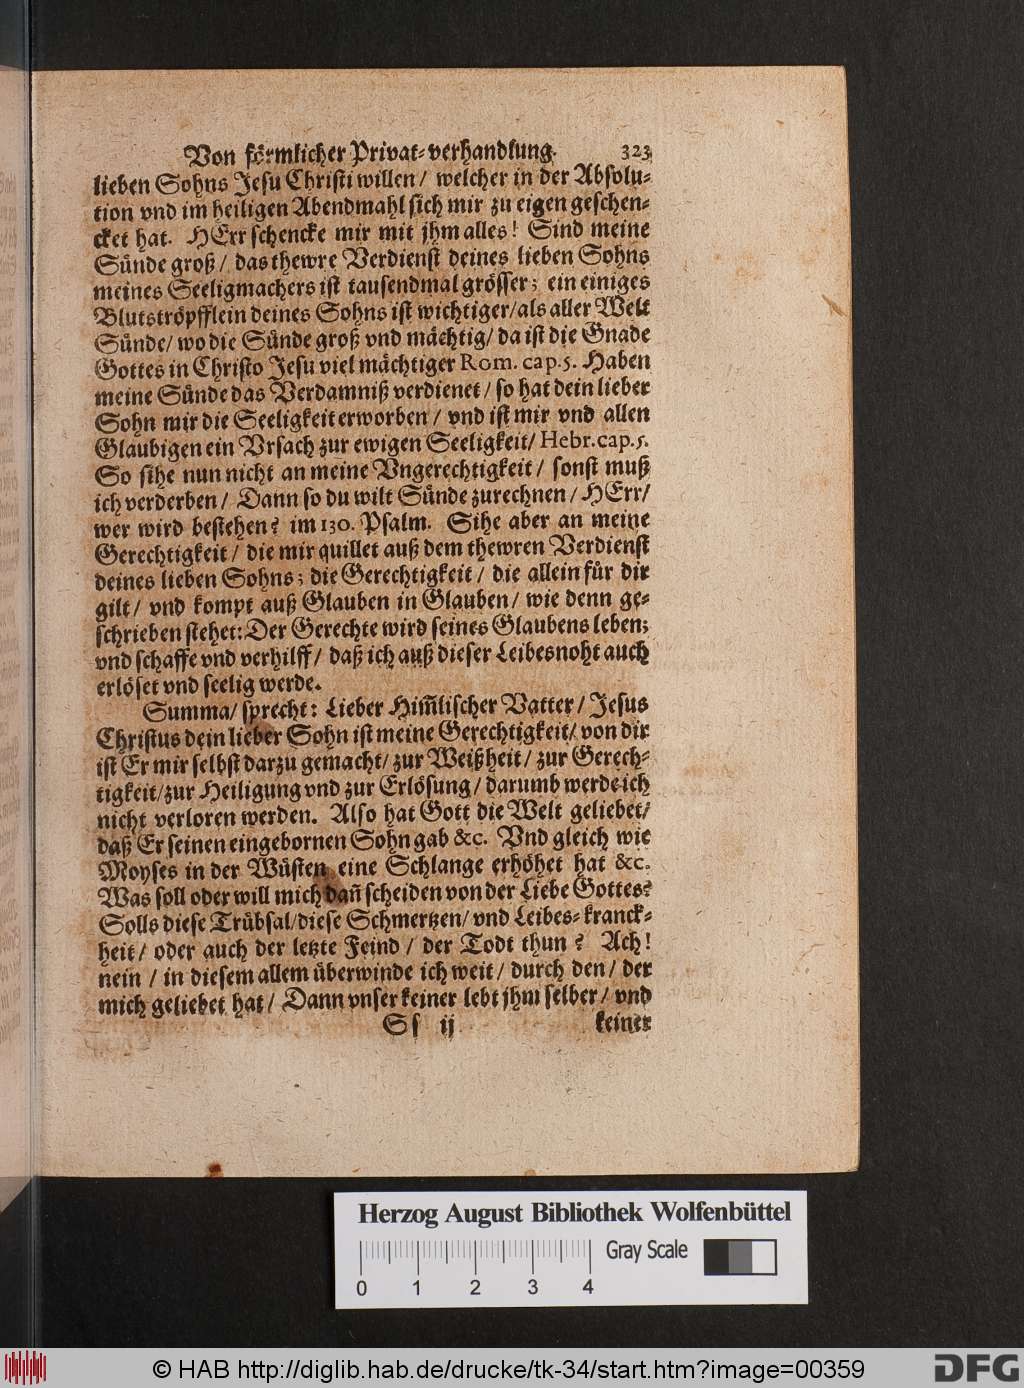 Von förmlicher Privat-verhandlung. 323
lieben Sohns Jesu Christi willen / welcher in der Absolu-
tion vnd im heiligen Abendmahl sich mir zu eigen geschen-
cket hat. HErr schencke mir mit jhm alles! Sind meine
Sünde groß / das thewre Verdienst deines lieben Sohns
meines Seeligmachers ist tausendmal grösser; ein einiges
Blutströpfflein deines Sohns ist wichtiger/als aller Welt
Sünde/ wo die Sünde groß vnd mächtig/ da ist die Gnade
Gottes in Christo Jesu viel mächtiger Rom. cap. 5. Haben
meine Sünde das Verdamniß verdienet / so hat dein lieber
Sohn mir die Seeligkeit erworben / vnd ist mir vnd allen
Glaubigen ein Vrsach zur ewigen Seeligkeit/ Hebr. cap. 5.
So sihe nun nicht an meine Vngerechtigkeit / sonst muß
ich verderben / Dann so du wilt Sünde zurechnen / HErr/
wer wird bestehen? im 130. Psalm. Sihe aber an meine
Gerechtigkeit / die mir quillet auß dem thewren Verdienst
deines lieben Sohns; die Gerechtigkeit / die allein für dir
gilt / vnd kompt auß Glauben in Glauben / wie denn ge-
schrieben stehet: Der Gerechte wird seines Glaubens leben;
vnd schaffe vnd verhilff / daß ich auß dieser Leibesnoht auch
erlöset vnd seelig werde.
Summa/ sprecht: Lieber Him̃lischer Vatter / Jesus
Christus dein lieber Sohn ist meine Gerechtigkeit/ von dir
ist Er mir selbst darzu gemacht/ zur Weißheit / zur Gerech-
tigkeit/zur Heiligung vnd zur Erlösung / darumb werde ich
nicht verloren werden. Also hat Gott die Welt geliebet/
daß Er seinen eingebornen Sohn gab &c. Vnd gleich wie
Moyses in der Wüsten eine Schlange erhöhet hat &c.
Was soll oder will mich dañ scheiden von der Liebe Gottes?
Solls diese Trübsal/diese Schmertzen/ vnd Leibes-kranck-
heit / oder auch der letzte Feind / der Todt thun? Ach!
nein / in diesem allem überwinde ich weit / durch den / der
mich geliebet hat / Dann vnser keiner lebt jhm selber / vnd
Ss ij keiner
Herzog August Bibliothek Wolfenbüttel
Gray Scale
0 1 2 3 4
© HAB http://diglib.hab.de/drucke/tk-34/start.htm?image=00359
DFG